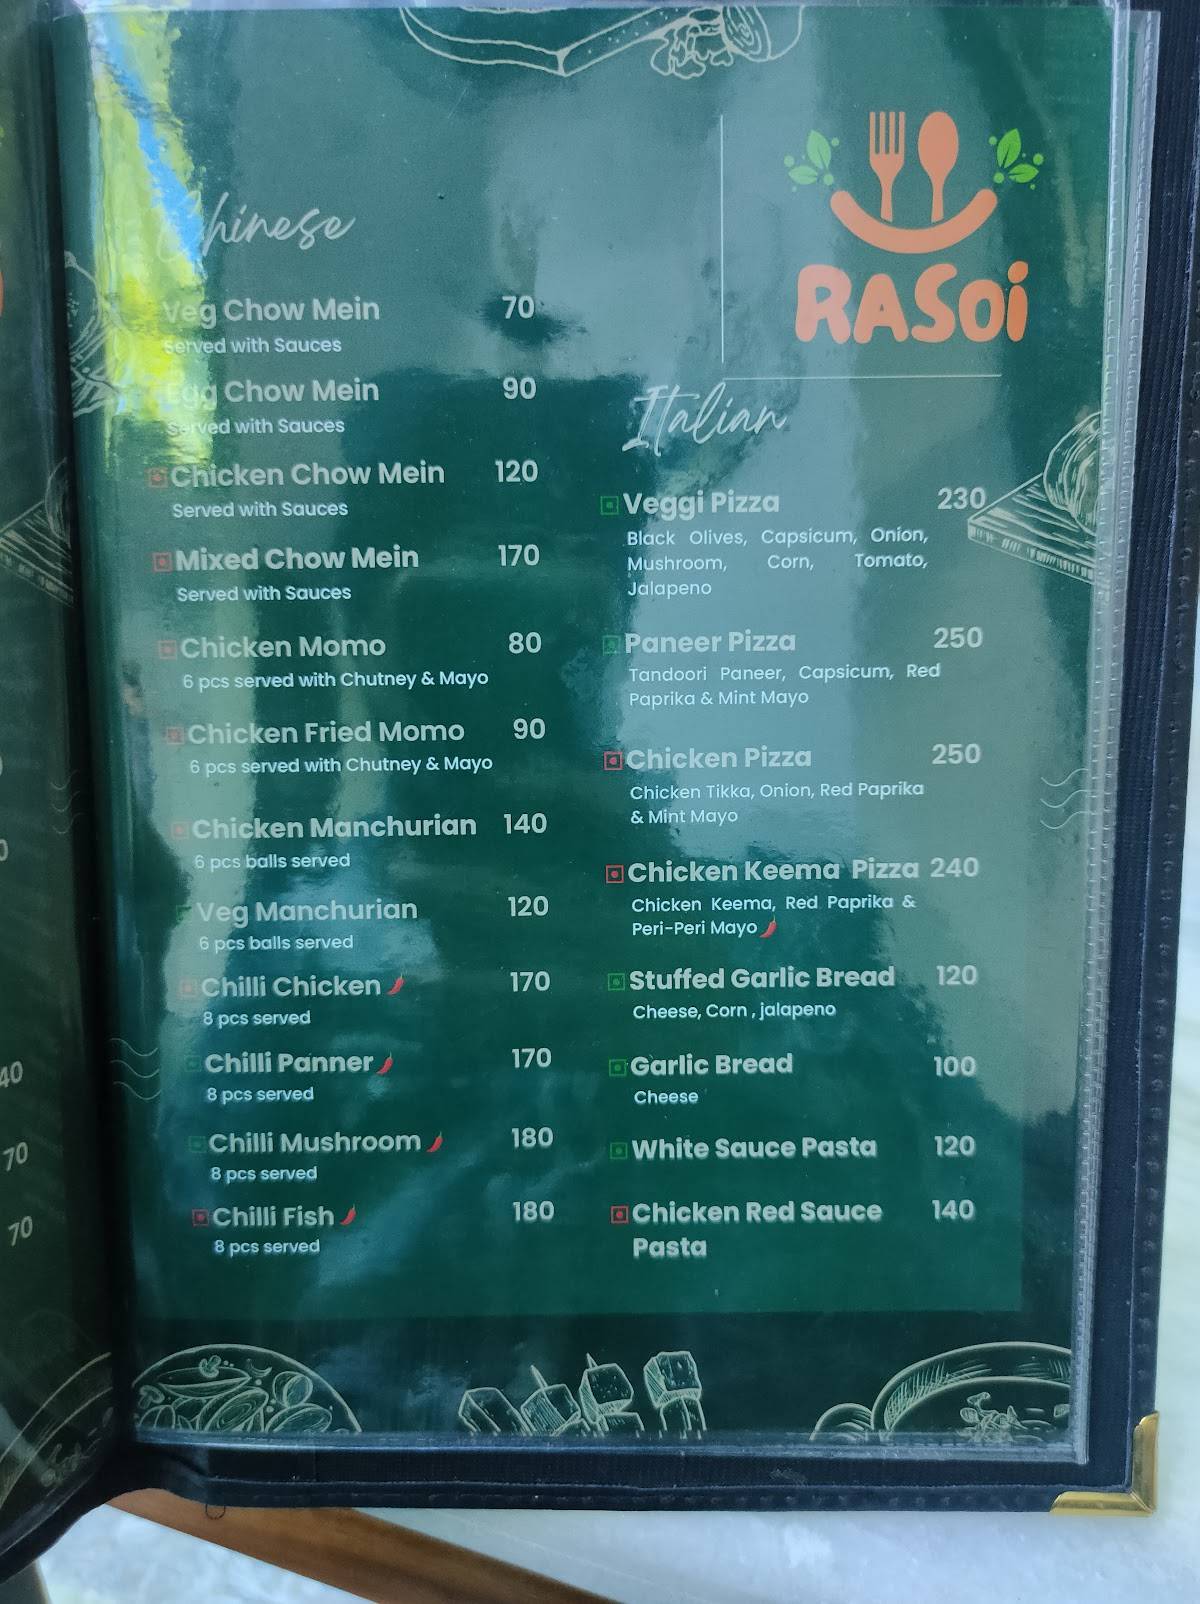 Chinese
Veg Chow Mein 70
Served with Sauces
Egg Chow Mein 90
Served with Sauces
Chicken Chow Mein 120
Served with Sauces
Mixed Chow Mein 170
Served with Sauces
Chicken Momo 80
6 pcs served with Chutney & Mayo
Chicken Fried Momo 90
6 pcs served with Chutney & Mayo
Chicken Manchurian 140
6 pcs balls served
Veg Manchurian 120
6 pcs balls served
Chilli Chicken 170
8 pcs served
Chilli Panner 170
8 pcs served
Chilli Mushroom 180
8 pcs served
Chilli Fish 180
8 pcs served
RASOi
Italian
Veggi Pizza 230
Black Olives, Capsicum, Onion,
Mushroom, Corn, Tomato,
Jalapeno
Paneer Pizza 250
Tandoori Paneer, Capsicum, Red
Paprika & Mint Mayo
Chicken Pizza 250
Chicken Tikka, Onion, Red Paprika
& Mint Mayo
Chicken Keema Pizza 240
Chicken Keema, Red Paprika &
Peri-Peri Mayo
Stuffed Garlic Bread 120
Cheese, Corn , jalapeno
Garlic Bread 100
Cheese
White Sauce Pasta 120
Chicken Red Sauce 140
Pasta
70
70